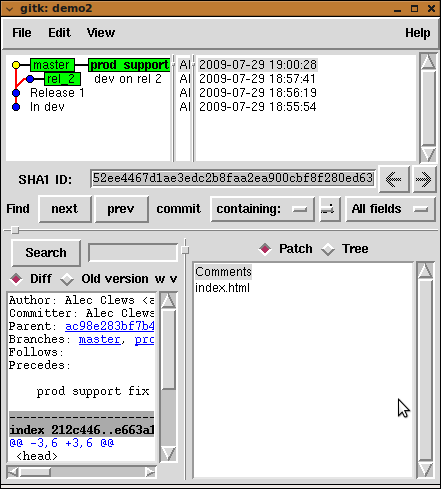 gitk: demo2
File Edit View Help
master prod_support
rel_2 dev on rel 2
Release 1
In dev
Al 2009-07-29 19:00:28
Al 2009-07-29 18:57:41
Al 2009-07-29 18:56:19
Al 2009-07-29 18:55:54
SHA1 ID: 52ee4467d1ae3edc2b8faa2ea900cbf8f280ed63
Find next prev commit containing: All fields
Search
Diff Old version w v
Author: Alec Clews <a
Committer: Alec Clews
Parent: ac98e283bf7b4
Branches: master, pro
Follows:
Precedes:
prod support fix
index 212c446..e663a1
@@ -3,6 +3,6 @@
<head>
Patch Tree
Comments
index.html